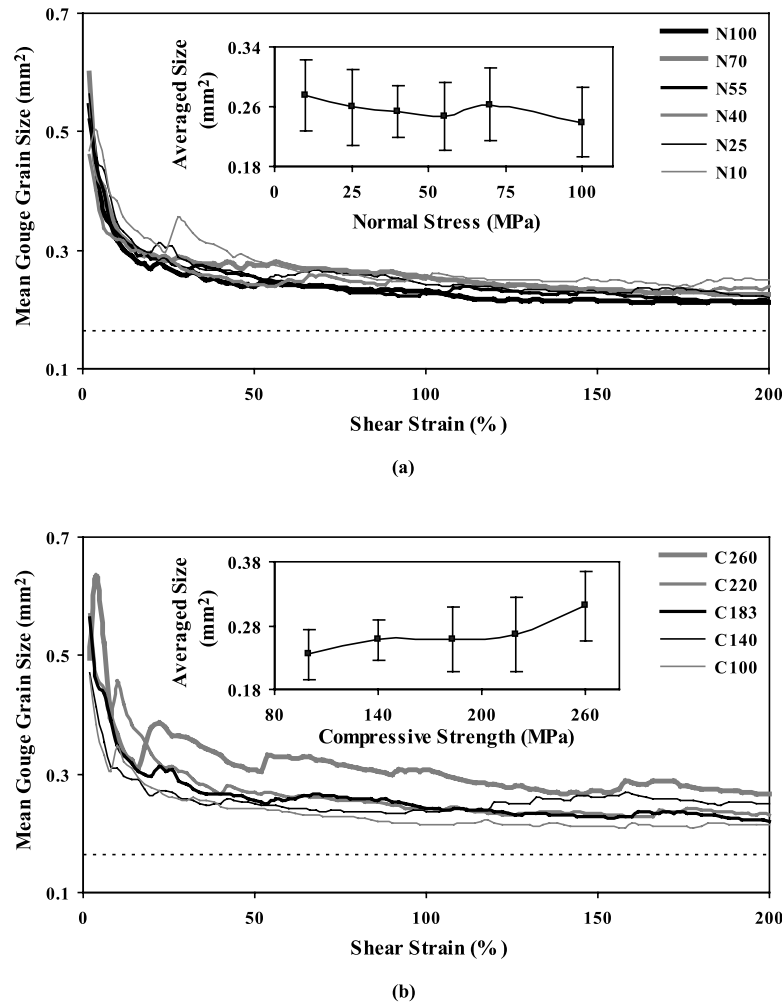 0.7
0.5
0.3
0.1
Mean Gouge Grain Size (mm²)
0
50
100
150
200
Shear Strain (%)
0.34
0.26
0.18
Averaged Size
(mm²)
0
25
50
75
100
Normal Stress (MPa)
N100
N70
N55
N40
N25
N10
(a)
0.7
0.5
0.3
0.1
Mean Gouge Grain Size (mm²)
0
50
100
150
200
Shear Strain (%)
0.38
0.28
0.18
Averaged Size
(mm²)
80
140
200
260
Compressive Strength (MPa)
C260
C220
C183
C140
C100
(b)